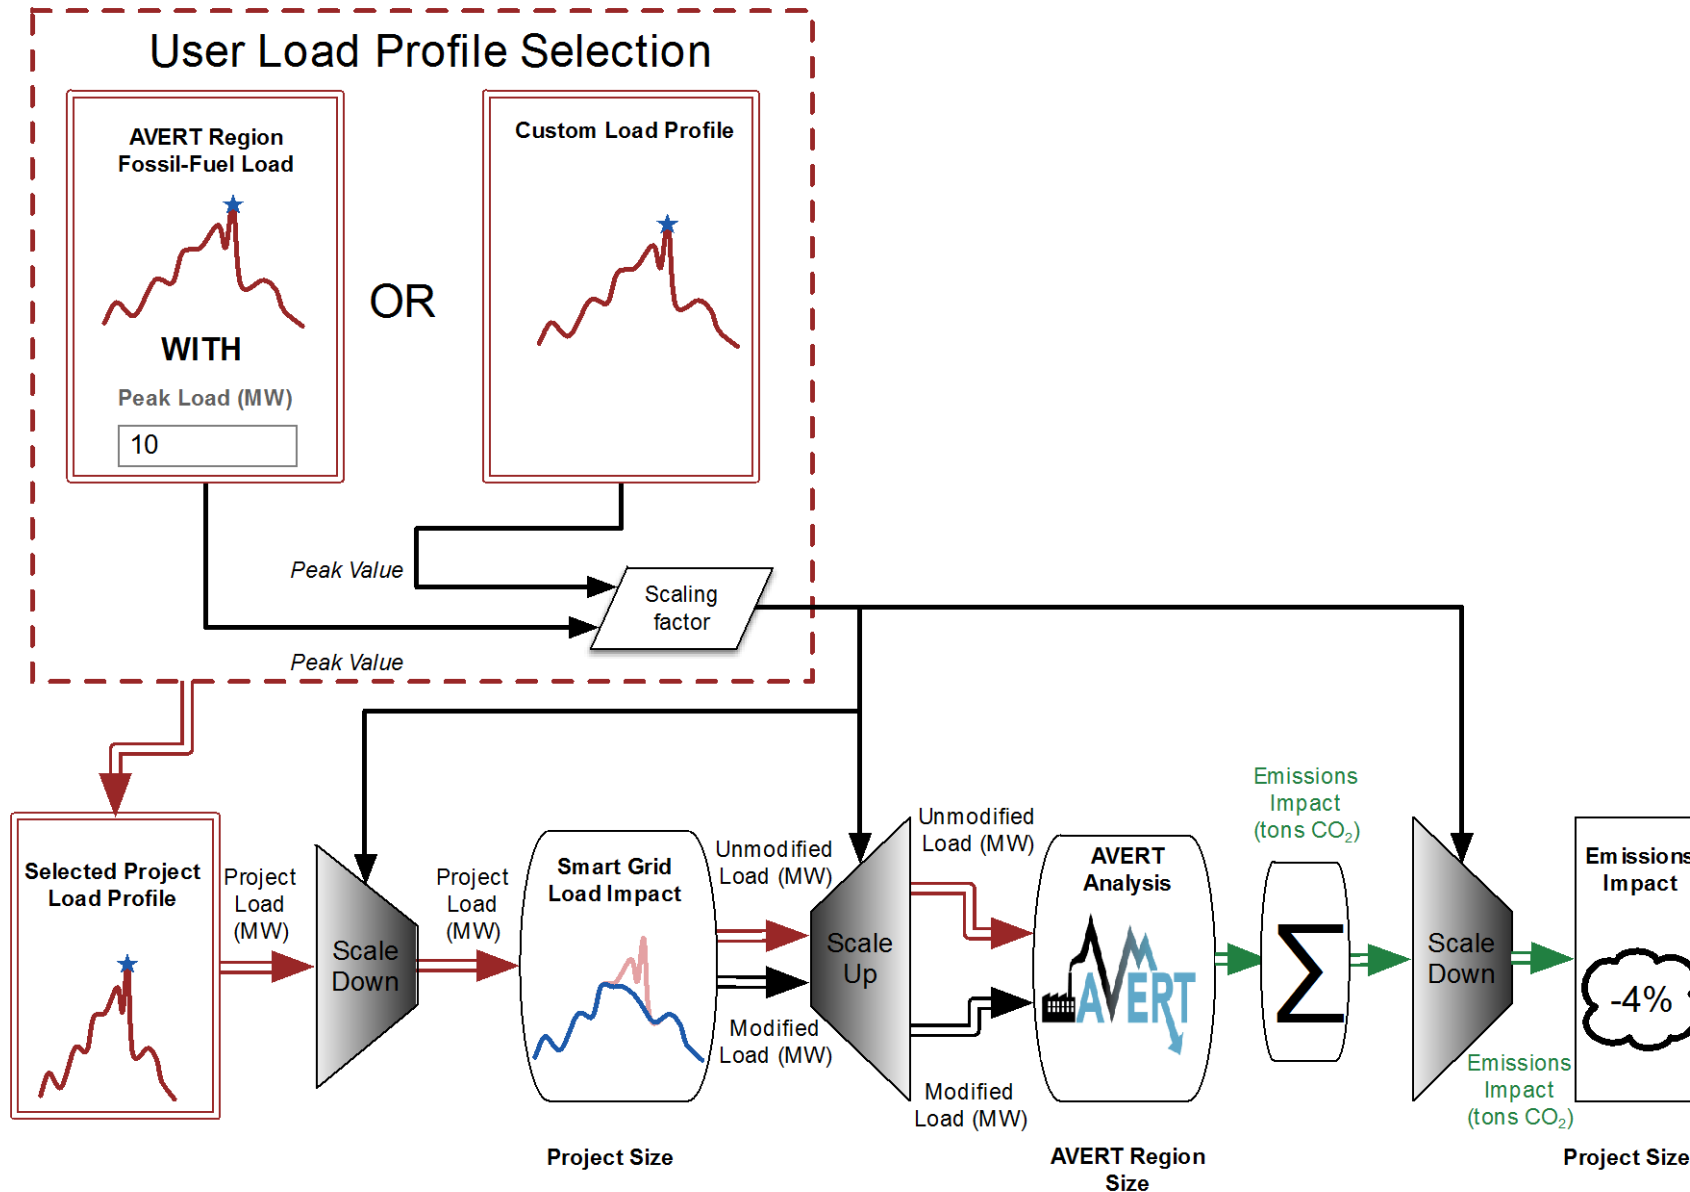 User Load Profile Selection
AVERT Region
Fossil-Fuel Load
WITH
Peak Load (MW)
10
OR
Custom Load Profile
Peak Value
Peak Value
Scaling
factor
Selected Project
Load Profile
Project
Load
(MW)
Scale
Down
Project
Load
(MW)
Smart Grid
Load Impact
Project Size
Unmodified
Load (MW)
Modified
Load (MW)
Scale
Up
Unmodified
Load (MW)
Modified
Load (MW)
AVERT
Analysis
AVERT
AVERT Region
Size
Emissions
Impact
(tons CO₂)
Σ
Scale
Down
Emissions
Impact
(tons CO₂)
Emissions
Impact
-4%
Project Size